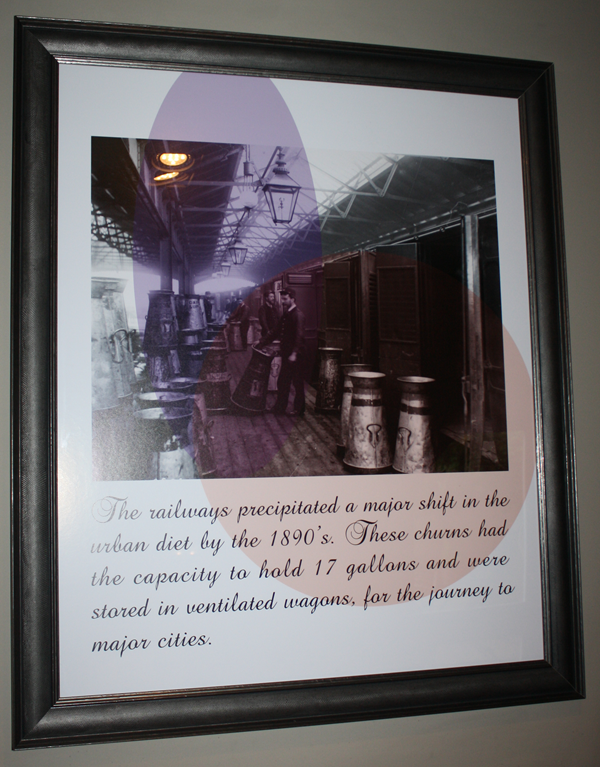 The railways precipitated a major shift in the
urban diet by the 1890's. These churns had
the capacity to hold 17 gallons and were
stored in ventilated wagons, for the journey to
major cities.